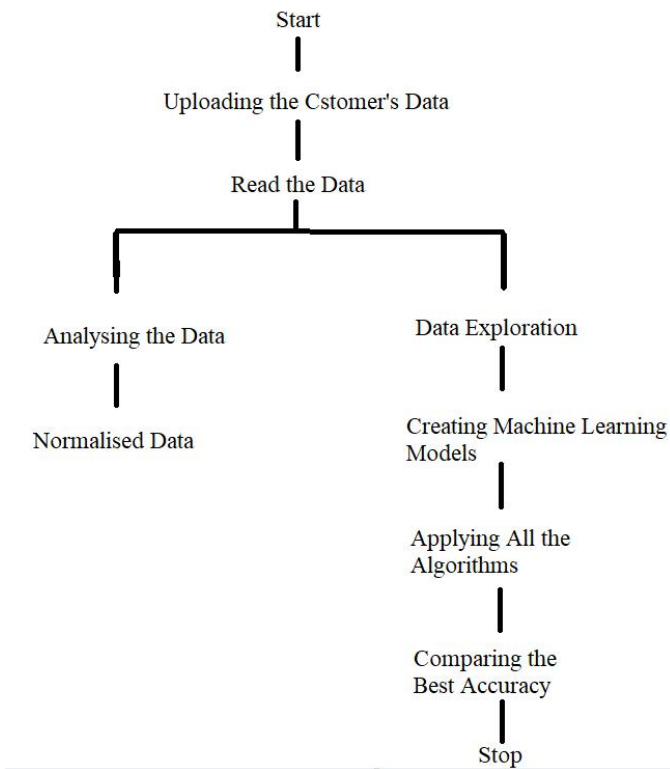 Start
Uploading the Cstomer's Data
Read the Data
Analysing the Data
Normalised Data
Data Exploration
Creating Machine Learning
Models
Applying All the
Algorithms
Comparing the
Best Accuracy
Stop